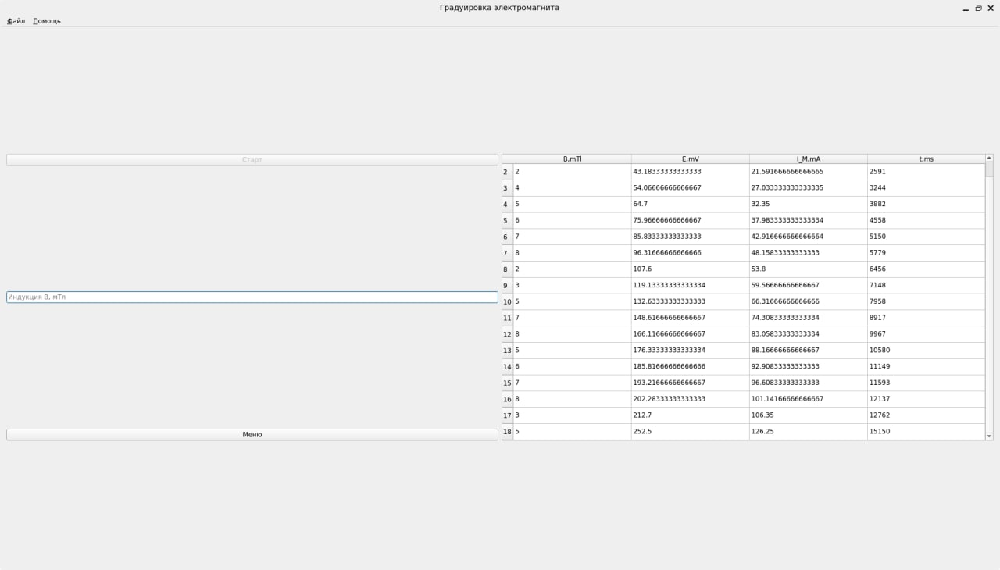 Градуировка электромагнита
Файл Помощь
Старт
Индукция B, мТл
Меню
B,mTl E,mV I_M,mA t,ms
2 2 43.18333333333333 21.591666666666665 2591
3 4 54.06666666666667 27.033333333333335 3244
4 5 64.7 32.35 3882
5 6 75.96666666666667 37.983333333333334 4558
6 7 85.83333333333333 42.916666666666664 5150
7 8 96.31666666666666 48.15833333333333 5779
8 2 107.6 53.8 6456
9 3 119.13333333333334 59.56666666666667 7148
10 5 132.63333333333333 66.31666666666666 7958
11 7 148.61666666666667 74.30833333333334 8917
12 8 166.11666666666667 83.05833333333334 9967
13 5 176.33333333333334 88.16666666666667 10580
14 6 185.81666666666666 92.90833333333333 11149
15 7 193.21666666666667 96.60833333333333 11593
16 8 202.28333333333333 101.14166666666667 12137
17 3 212.7 106.35 12762
18 5 252.5 126.25 15150